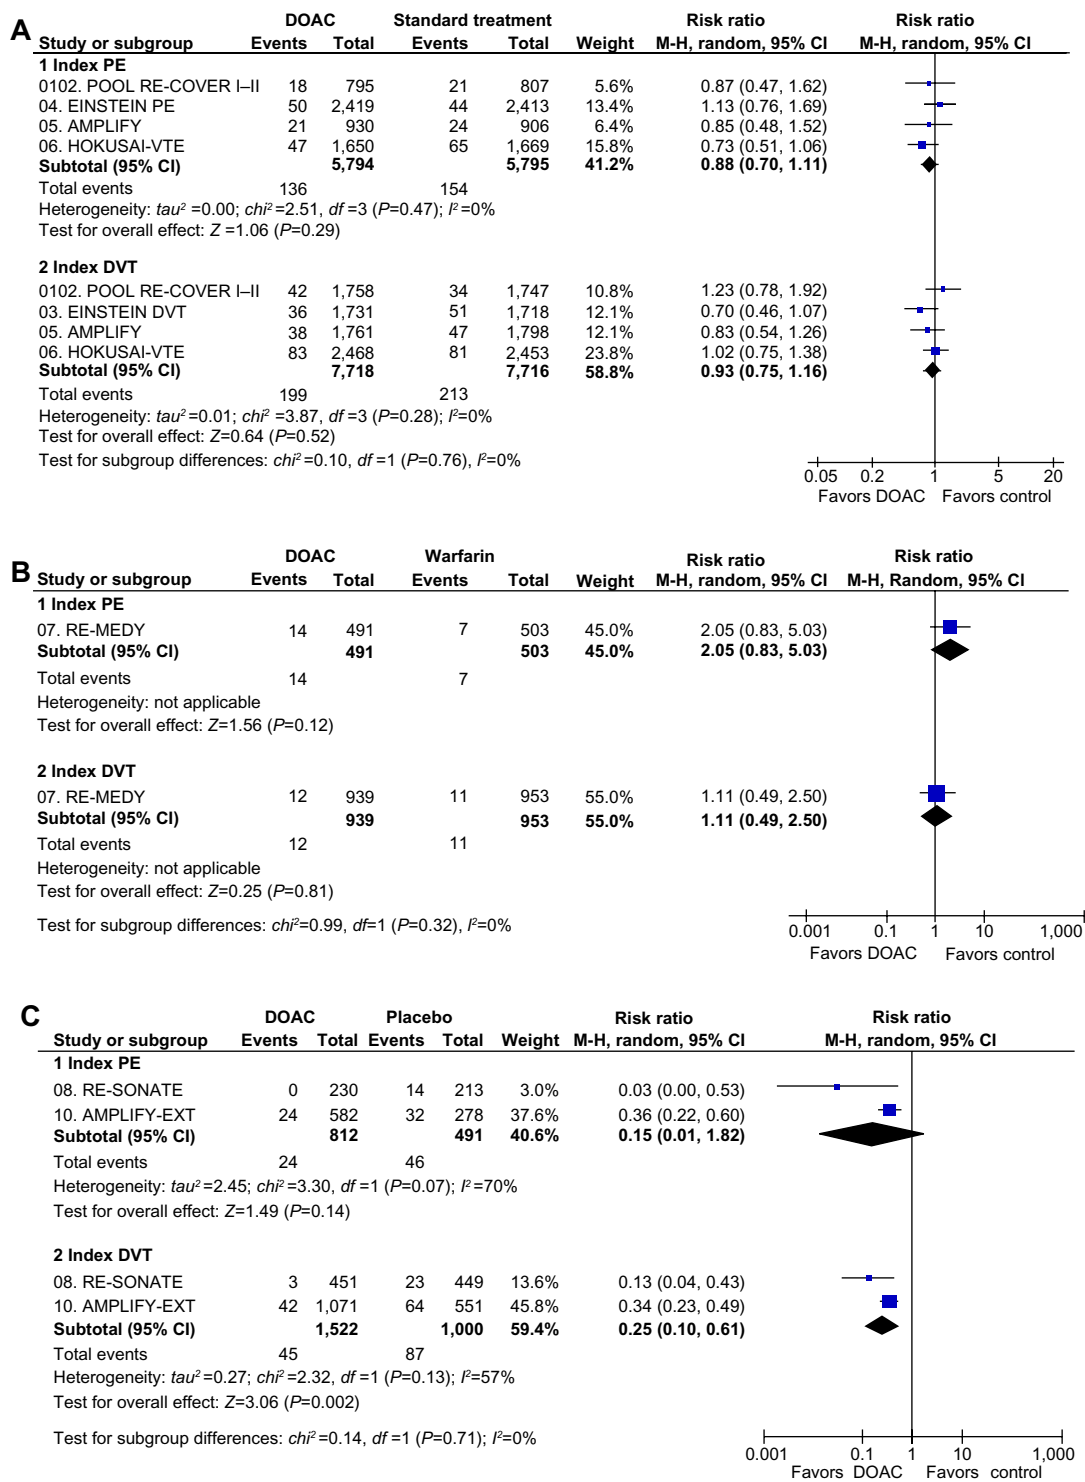 A
DOAC Standard treatment Risk ratio Risk ratio
Study or subgroup Events Total Events Total Weight M-H, random, 95% CI M-H, random, 95% CI
1 Index PE
0102. POOL RE-COVER I–II 18 795 21 807 5.6% 0.87 (0.47, 1.62)
04. EINSTEIN PE 50 2,419 44 2,413 13.4% 1.13 (0.76, 1.69)
05. AMPLIFY 21 930 24 906 6.4% 0.85 (0.48, 1.52)
06. HOKUSAI-VTE 47 1,650 65 1,669 15.8% 0.73 (0.51, 1.06)
Subtotal (95% CI) 5,794 5,795 41.2% 0.88 (0.70, 1.11)
Total events 136 154
Heterogeneity: tau² =0.00; chi² =2.51, df =3 (P=0.47); I² =0%
Test for overall effect: Z =1.06 (P=0.29)
2 Index DVT
0102. POOL RE-COVER I–II 42 1,758 34 1,747 10.8% 1.23 (0.78, 1.92)
03. EINSTEIN DVT 36 1,731 51 1,718 12.1% 0.70 (0.46, 1.07)
05. AMPLIFY 38 1,761 47 1,798 12.1% 0.83 (0.54, 1.26)
06. HOKUSAI-VTE 83 2,468 81 2,453 23.8% 1.02 (0.75, 1.38)
Subtotal (95% CI) 7,718 7,716 58.8% 0.93 (0.75, 1.16)
Total events 199 213
Heterogeneity: tau² =0.01; chi² =3.87, df =3 (P=0.28); I²=0%
Test for overall effect: Z=0.64 (P=0.52)
Test for subgroup differences: chi² =0.10, df =1 (P=0.76), I²=0%
0.05 0.2 1 5 20
Favors DOAC Favors control
B
DOAC Warfarin Risk ratio Risk ratio
Study or subgroup Events Total Events Total Weight M-H, random, 95% CI M-H, Random, 95% CI
1 Index PE
07. RE-MEDY 14 491 7 503 45.0% 2.05 (0.83, 5.03)
Subtotal (95% CI) 491 503 45.0% 2.05 (0.83, 5.03)
Total events 14 7
Heterogeneity: not applicable
Test for overall effect: Z=1.56 (P=0.12)
2 Index DVT
07. RE-MEDY 12 939 11 953 55.0% 1.11 (0.49, 2.50)
Subtotal (95% CI) 939 953 55.0% 1.11 (0.49, 2.50)
Total events 12 11
Heterogeneity: not applicable
Test for overall effect: Z=0.25 (P=0.81)
Test for subgroup differences: chi²=0.99, df=1 (P=0.32), I²=0%
0.001 0.1 1 10 1,000
Favors DOAC Favors control
C
DOAC Placebo Risk ratio Risk ratio
Study or subgroup Events Total Events Total Weight M-H, random, 95% CI M-H, random, 95% CI
1 Index PE
08. RE-SONATE 0 230 14 213 3.0% 0.03 (0.00, 0.53)
10. AMPLIFY-EXT 24 582 32 278 37.6% 0.36 (0.22, 0.60)
Subtotal (95% CI) 812 491 40.6% 0.15 (0.01, 1.82)
Total events 24 46
Heterogeneity: tau² =2.45; chi² =3.30, df =1 (P=0.07); I² =70%
Test for overall effect: Z=1.49 (P=0.14)
2 Index DVT
08. RE-SONATE 3 451 23 449 13.6% 0.13 (0.04, 0.43)
10. AMPLIFY-EXT 42 1,071 64 551 45.8% 0.34 (0.23, 0.49)
Subtotal (95% CI) 1,522 1,000 59.4% 0.25 (0.10, 0.61)
Total events 45 87
Heterogeneity: tau² =0.27; chi² =2.32, df =1 (P=0.13); I²=57%
Test for overall effect: Z=3.06 (P=0.002)
Test for subgroup differences: chi² =0.14, df =1 (P=0.71); I²=0%
0.001 0.1 1 10 1,000
Favors DOAC Favors control